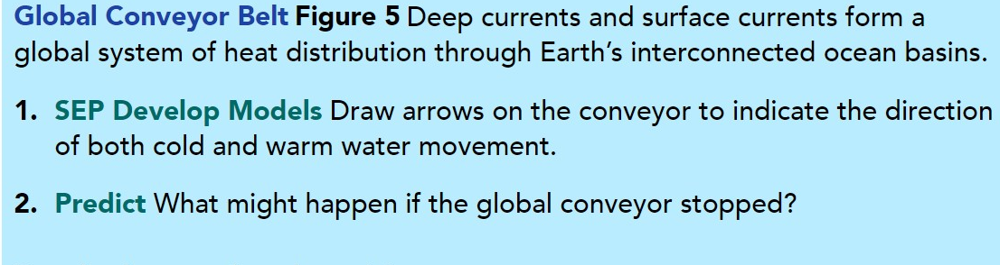 Global Conveyor Belt Figure 5 Deep currents and surface currents form a
global system of heat distribution through Earth's interconnected ocean basins.
1. SEP Develop Models Draw arrows on the conveyor to indicate the direction
of both cold and warm water movement.
2. Predict What might happen if the global conveyor stopped?